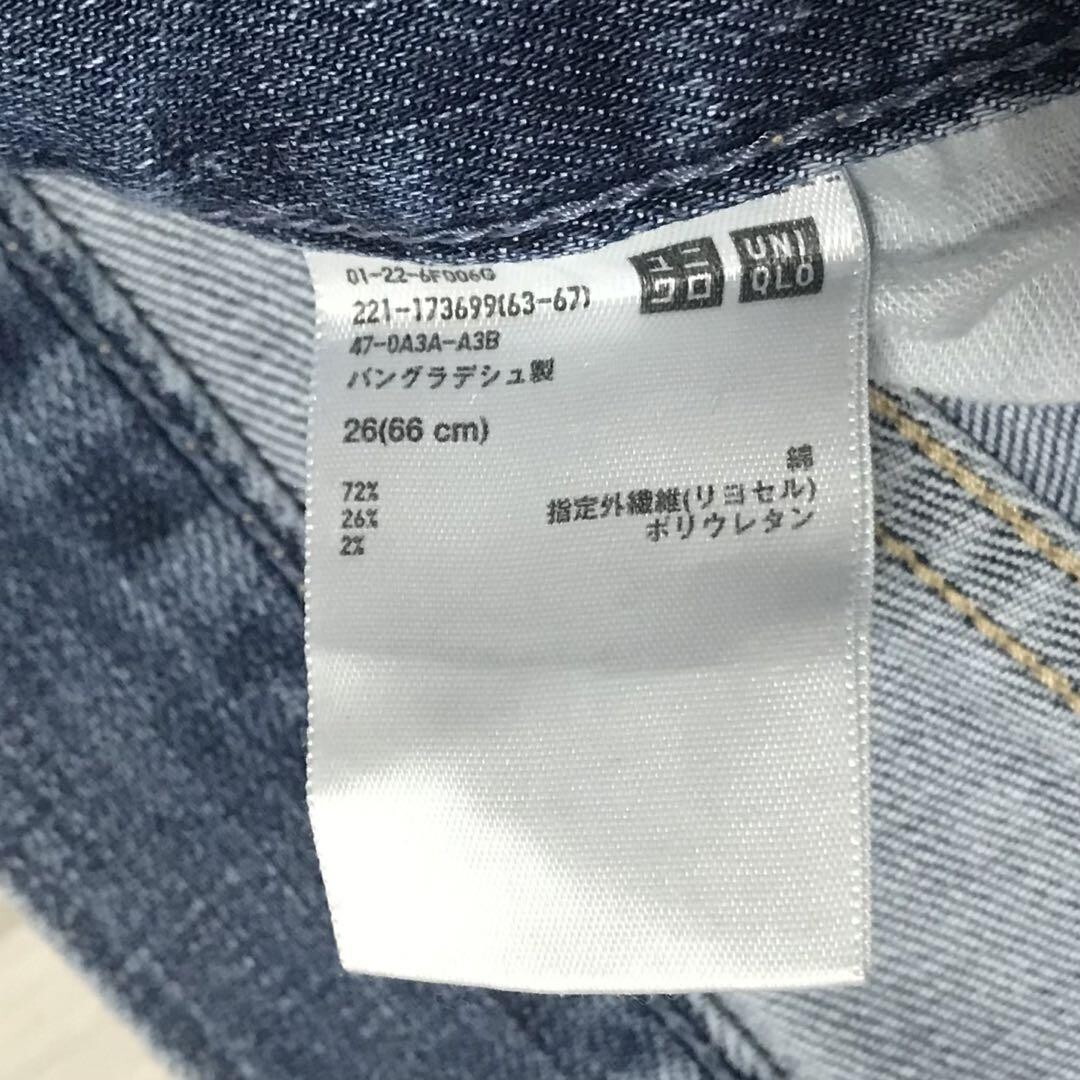 01-22-6F006G
221-173699(63-67)
47-0A3A-A3B
バングラデシュ製
ユニクロ
UNIQLO
26(66 cm)
72% 綿
26% 指定外繊維(リヨセル)
2% ポリウレタン